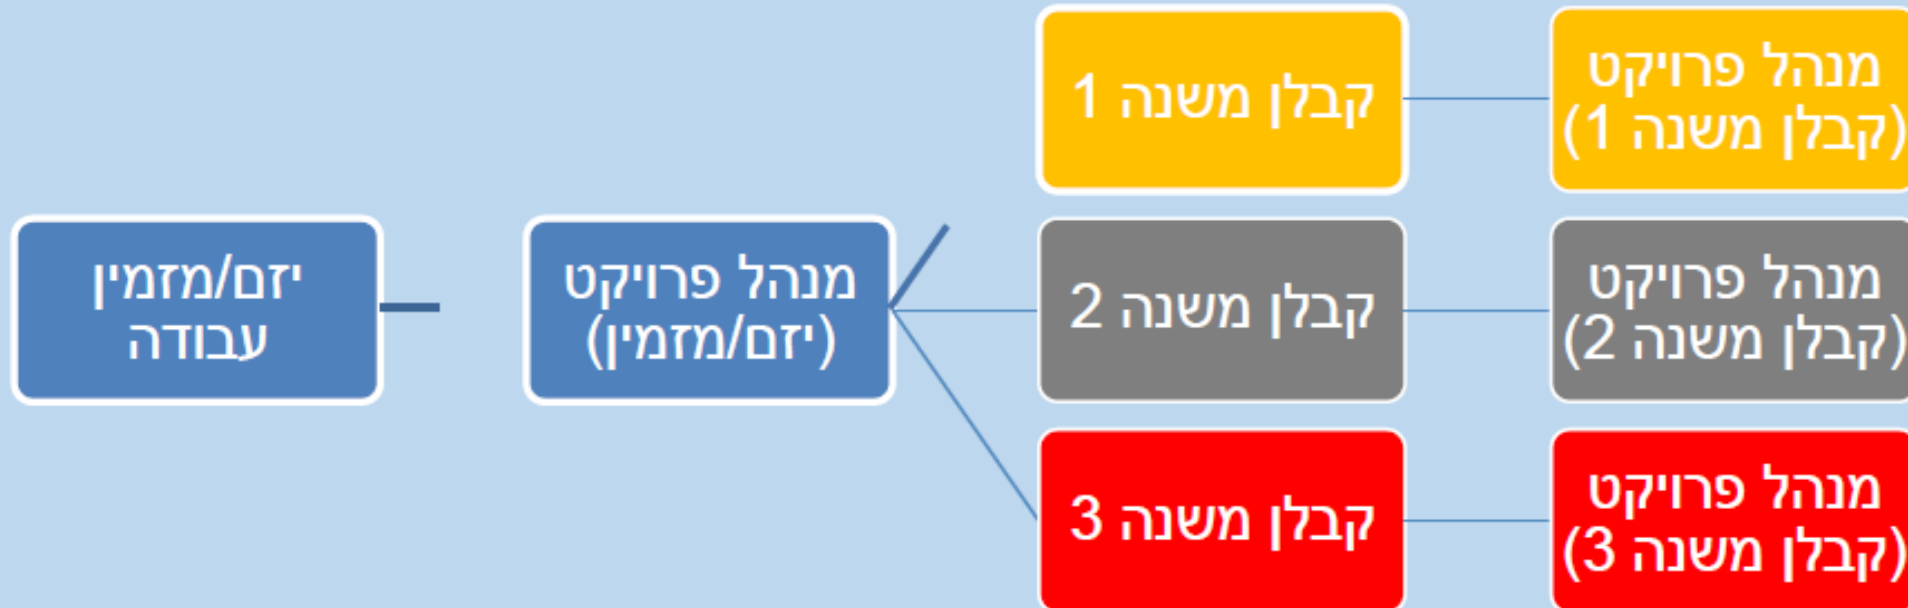 יזם/מזמין
עבודה
מנהל פרויקט
(יזם/מזמין)
קבלן משנה 1
מנהל פרויקט
(קבלן משנה 1)
קבלן משנה 2
מנהל פרויקט
(קבלן משנה 2)
קבלן משנה 3
מנהל פרויקט
(קבלן משנה 3)